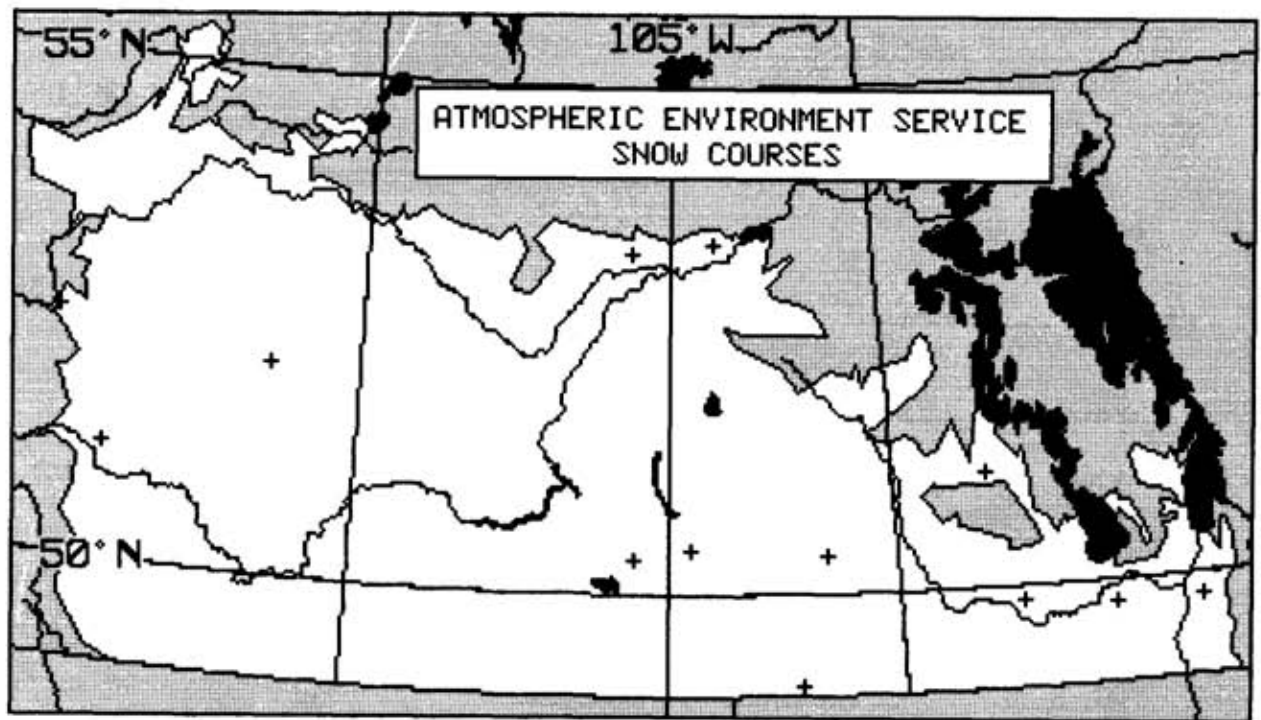 55° N
105° W
ATMOSPHERIC ENVIRONMENT SERVICE
SNOW COURSES
50° N